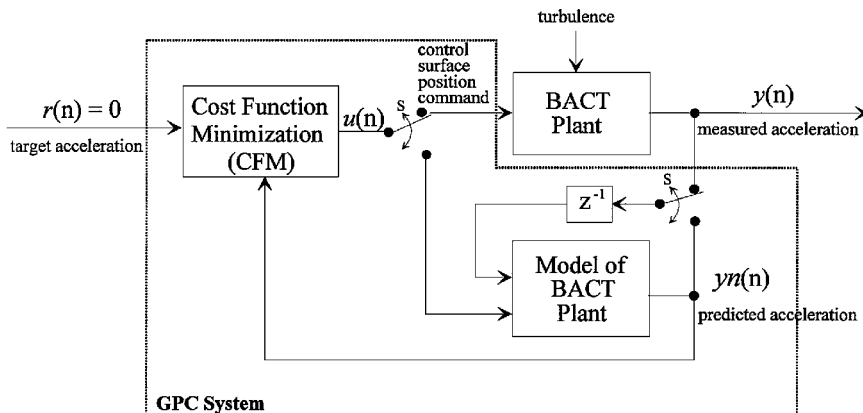 turbulence
control
surface
position
command
r(n) = 0
target acceleration
Cost Function
Minimization
(CFM)
u(n)
s
BACT
Plant
y(n)
measured acceleration
s
z⁻¹
Model of
BACT
Plant
yn(n)
predicted acceleration
GPC System